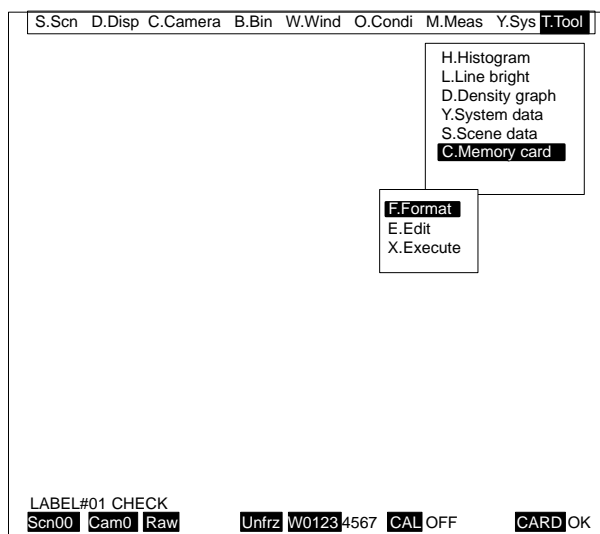 S.Scn D.Disp C.Camera B.Bin W.Wind O.Condi M.Meas Y.Sys T.Tool
H.Histogram
L.Line bright
D.Density graph
Y.System data
S.Scene data
C.Memory card
F.Format
E.Edit
X.Execute
LABEL#01 CHECK
Scn00 Cam0 Raw Unfrz W01234567 CAL OFF CARD OK